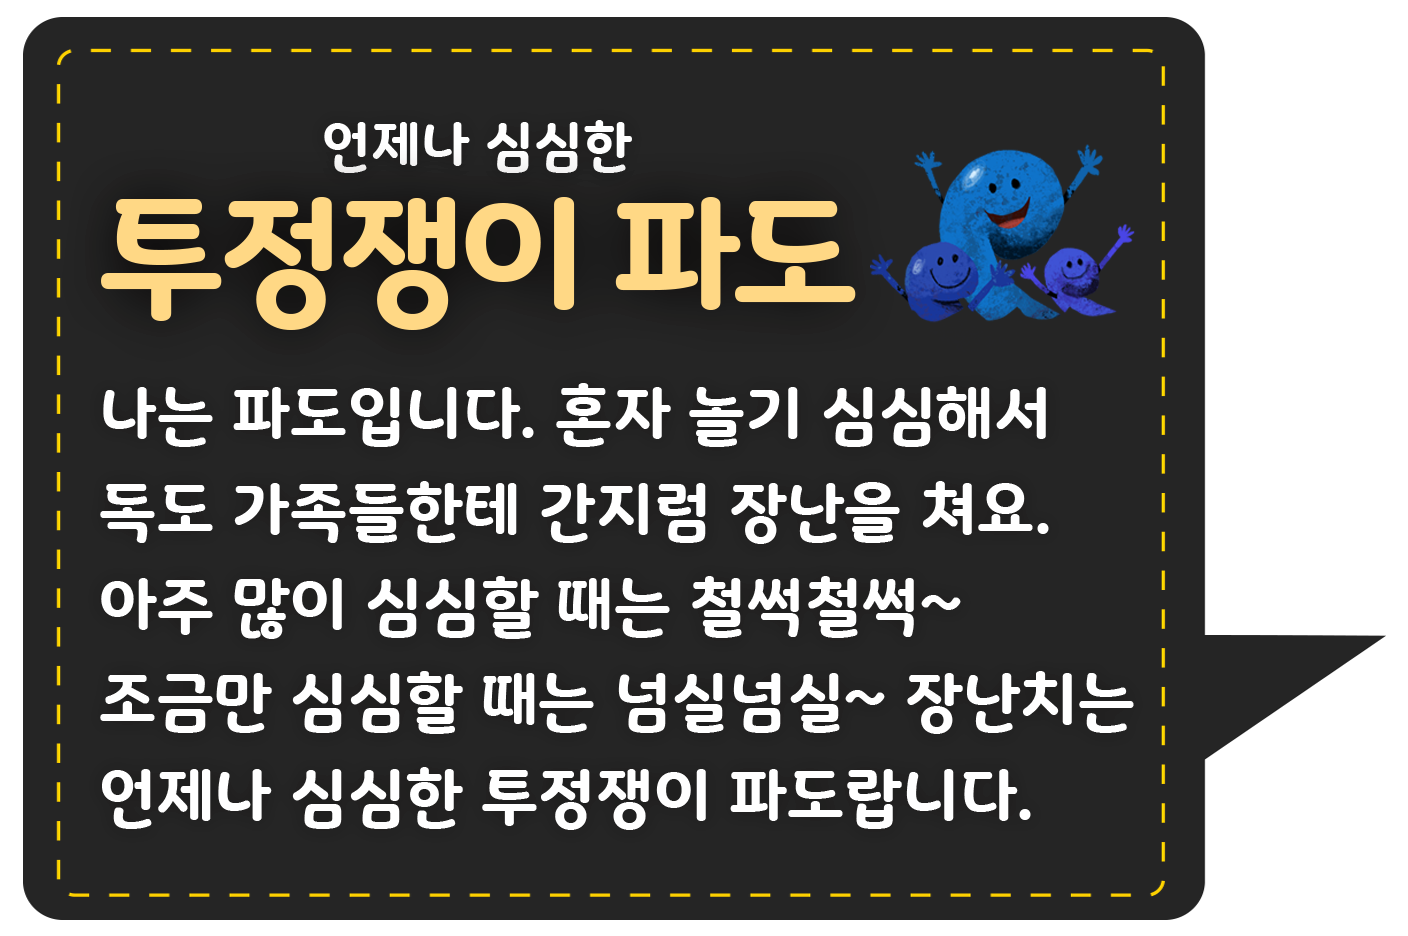 언제나 심심한
투정쟁이 파도
나는 파도입니다. 혼자 놀기 심심해서
독도 가족들한테 간지럼 장난을 쳐요.
아주 많이 심심할 때는 철썩철썩~
조금만 심심할 때는 넘실넘실~ 장난치는
언제나 심심한 투정쟁이 파도랍니다.